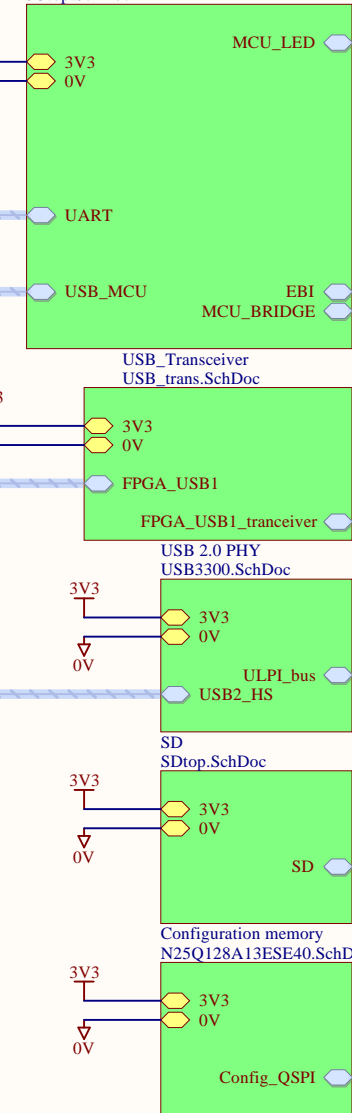 MCU_LED
3V3
0V
UART
USB_MCU
EBI
MCU_BRIDGE
USB_Transceiver
USB_trans.SchDoc
3V3
0V
FPGA_USB1
FPGA_USB1_tranceiver
USB 2.0 PHY
USB3300.SchDoc
3V3
3V3
0V
0V
ULPI_bus
USB2_HS
SD
SDtop.SchDoc
3V3
3V3
0V
0V
SD
Configuration memory
N25Q128A13ESE40.SchD
3V3
3V3
0V
0V
Config_QSPI